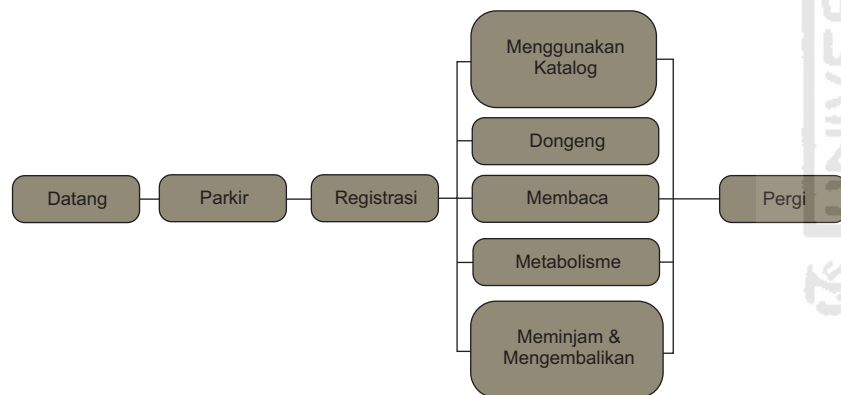 Datang
Parkir
Registrasi
Menggunakan
Katalog
Dongeng
Membaca
Metabolisme
Meminjam &
Mengembalikan
Pergi